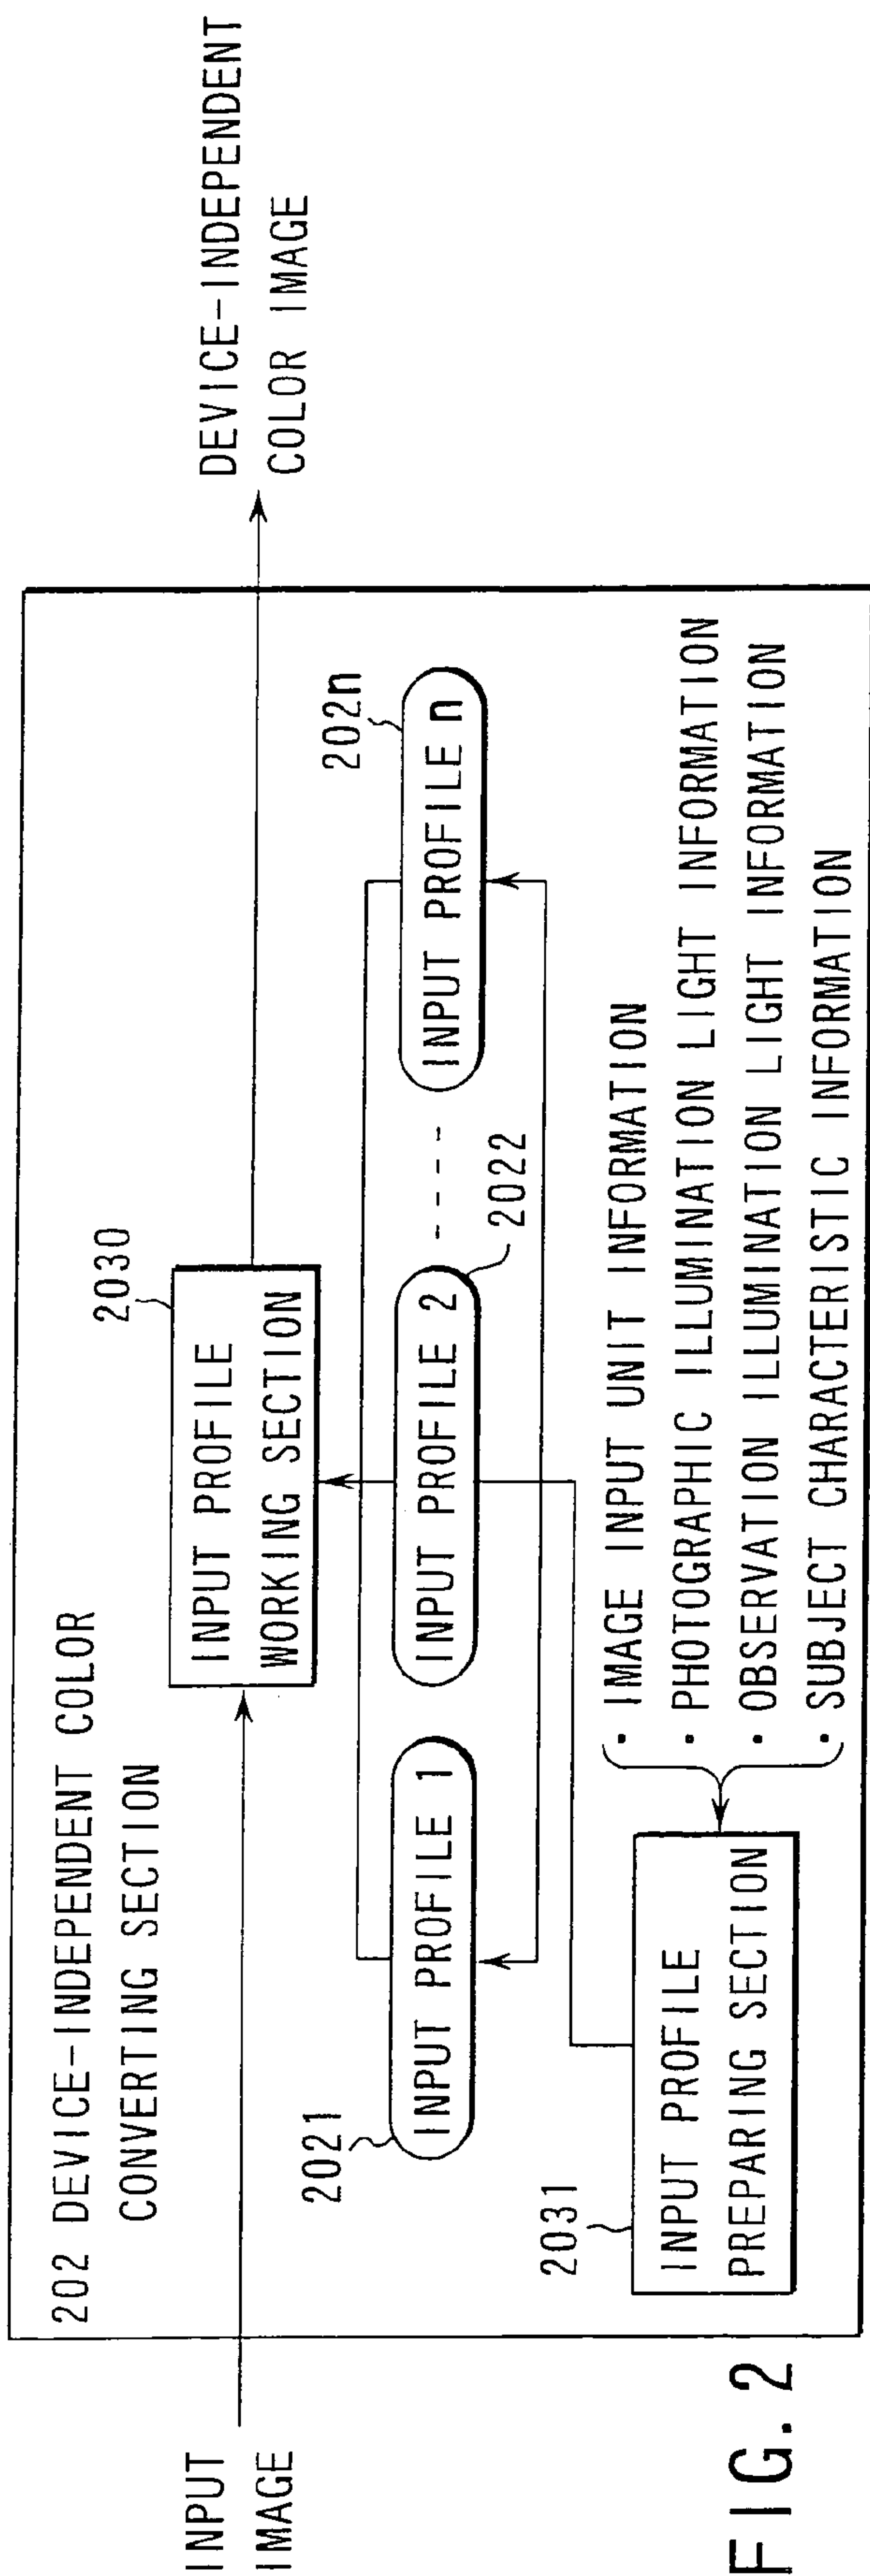 202 DEVICE-INDEPENDENT COLOR
CONVERTING SECTION
INPUT
IMAGE
2030
INPUT PROFILE
WORKING SECTION
DEVICE-INDEPENDENT
COLOR IMAGE
2021
INPUT PROFILE 1
INPUT PROFILE 2
2022
202n
INPUT PROFILE n
2031
INPUT PROFILE
PREPARING SECTION
· IMAGE INPUT UNIT INFORMATION
· PHOTOGRAPHIC ILLUMINATION LIGHT INFORMATION
· OBSERVATION ILLUMINATION LIGHT INFORMATION
· SUBJECT CHARACTERISTIC INFORMATION
FIG. 2